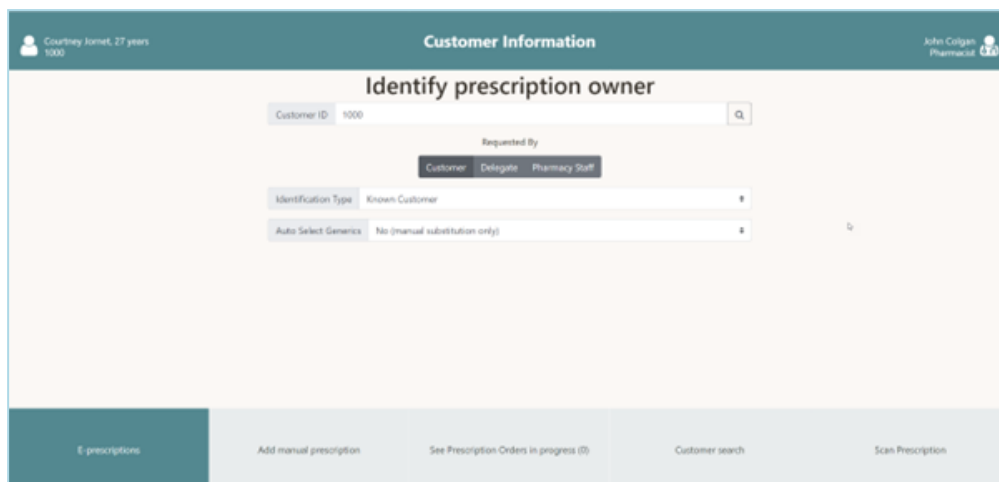 Courtney Jornet, 27 years
1000
Customer Information
John Colgan
Pharmacist
Identify prescription owner
Customer ID 1000
Requested By
Customer Delegate Pharmacy Staff
Identification Type Known Customer
Auto Select Generics No (manual substitution only)
E-prescriptions Add manual prescription See Prescription Orders in progress (0) Customer search Scan Prescription